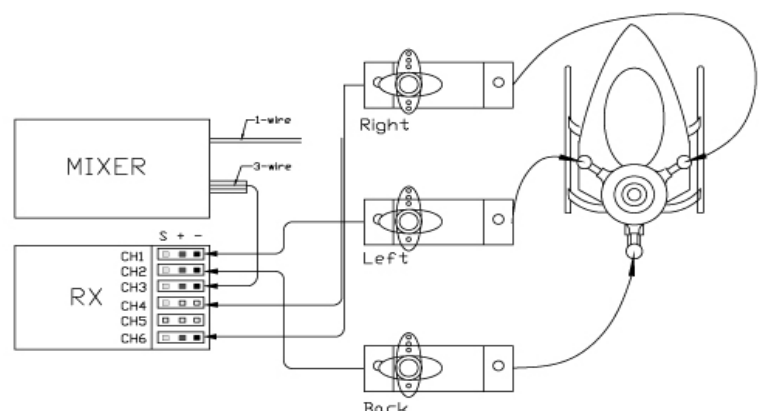 1-wire
Right
MIXER
3-wire
S + -
CH1
Left
CH2
RX
CH3
CH4
CH5
CH6
Back